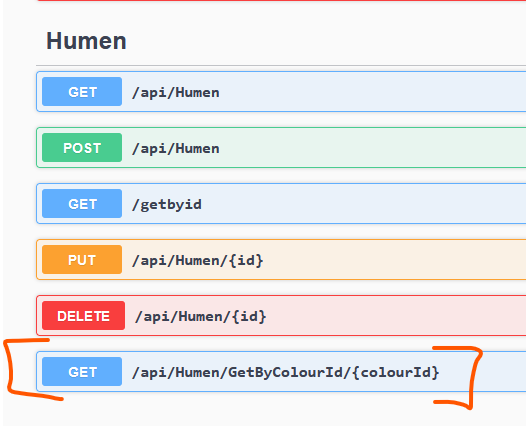 Humen
GET /api/Humen
POST /api/Humen
GET /getbyid
PUT /api/Humen/{id}
DELETE /api/Humen/{id}
GET /api/Humen/GetByColourId/{colourId}